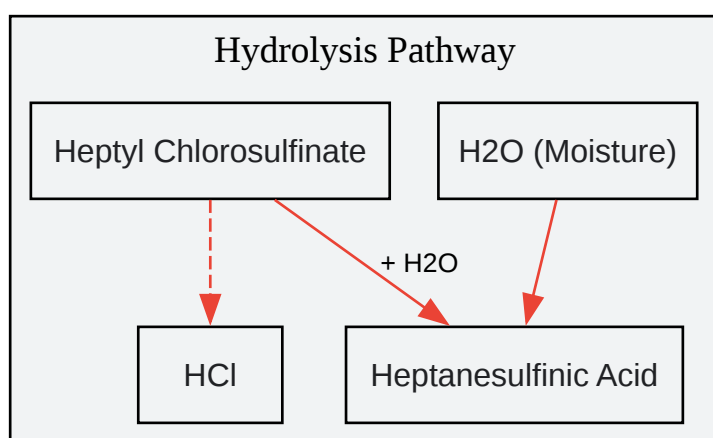 Hydrolysis Pathway
Heptyl Chlorosulfinate
H2O (Moisture)
+ H2O
HCl
Heptanesulfinic Acid